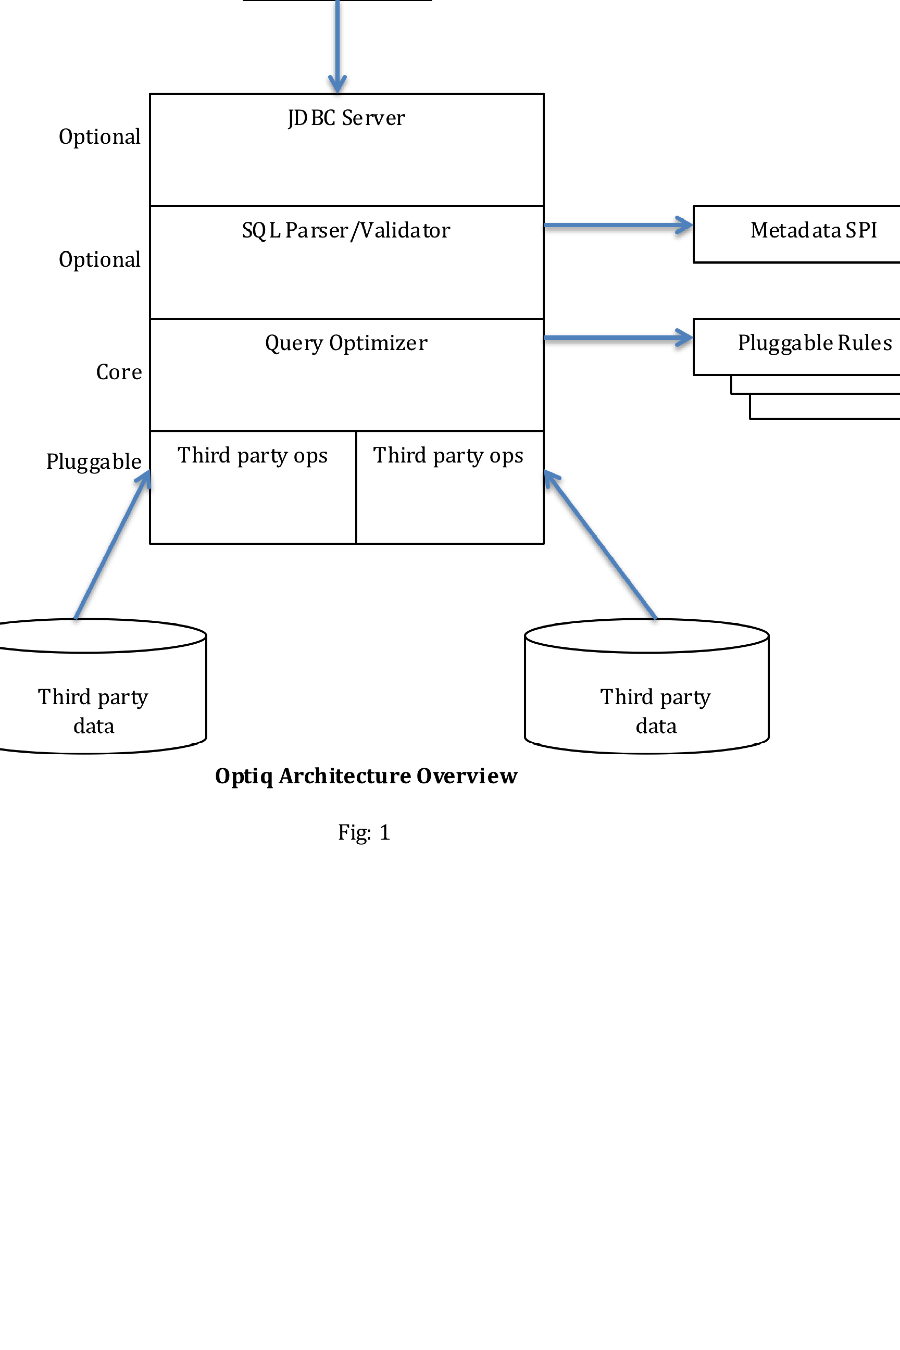 JDBC Server
Optional
SQL Parser/Validator
Metadata SPI
Optional
Query Optimizer
Pluggable Rules
Core
Third party ops
Third party ops
Pluggable
Third party
data
Third party
data
Optiq Architecture Overview
Fig: 1